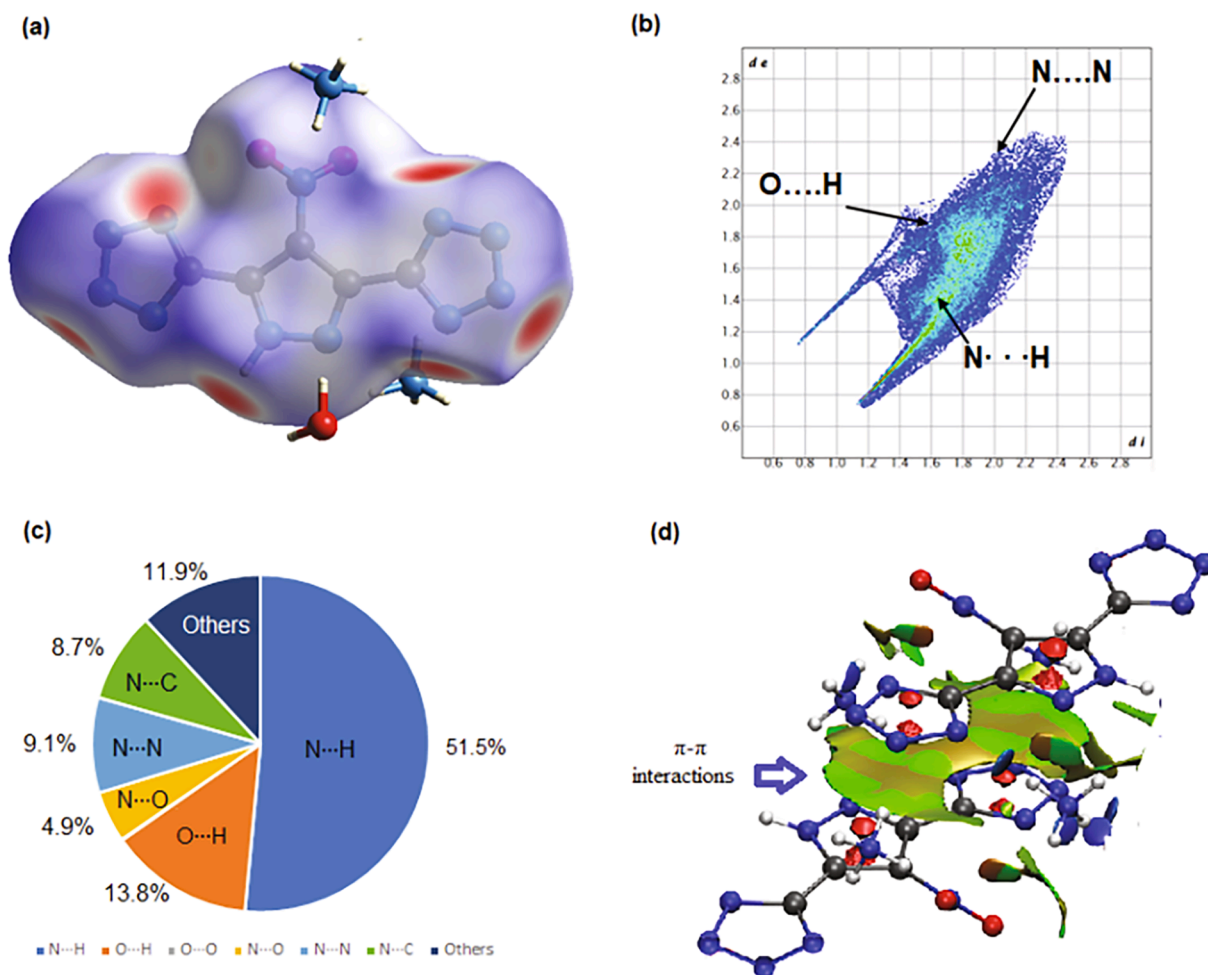 (a)
(b)
d e
2.8
2.6
2.4
2.2
2.0
1.8
1.6
1.4
1.2
1.0
0.8
0.6
N....N
O....H
N···H
d i
0.6 0.8 1.0 1.2 1.4 1.6 1.8 2.0 2.2 2.4 2.6 2.8
(c)
11.9%
Others
8.7%
N···C
9.1%
N···N
N···H
51.5%
4.9%
N···O
O···H
13.8%
N···H O···H O···O N···O N···N N···C Others
(d)
π-π
interactions